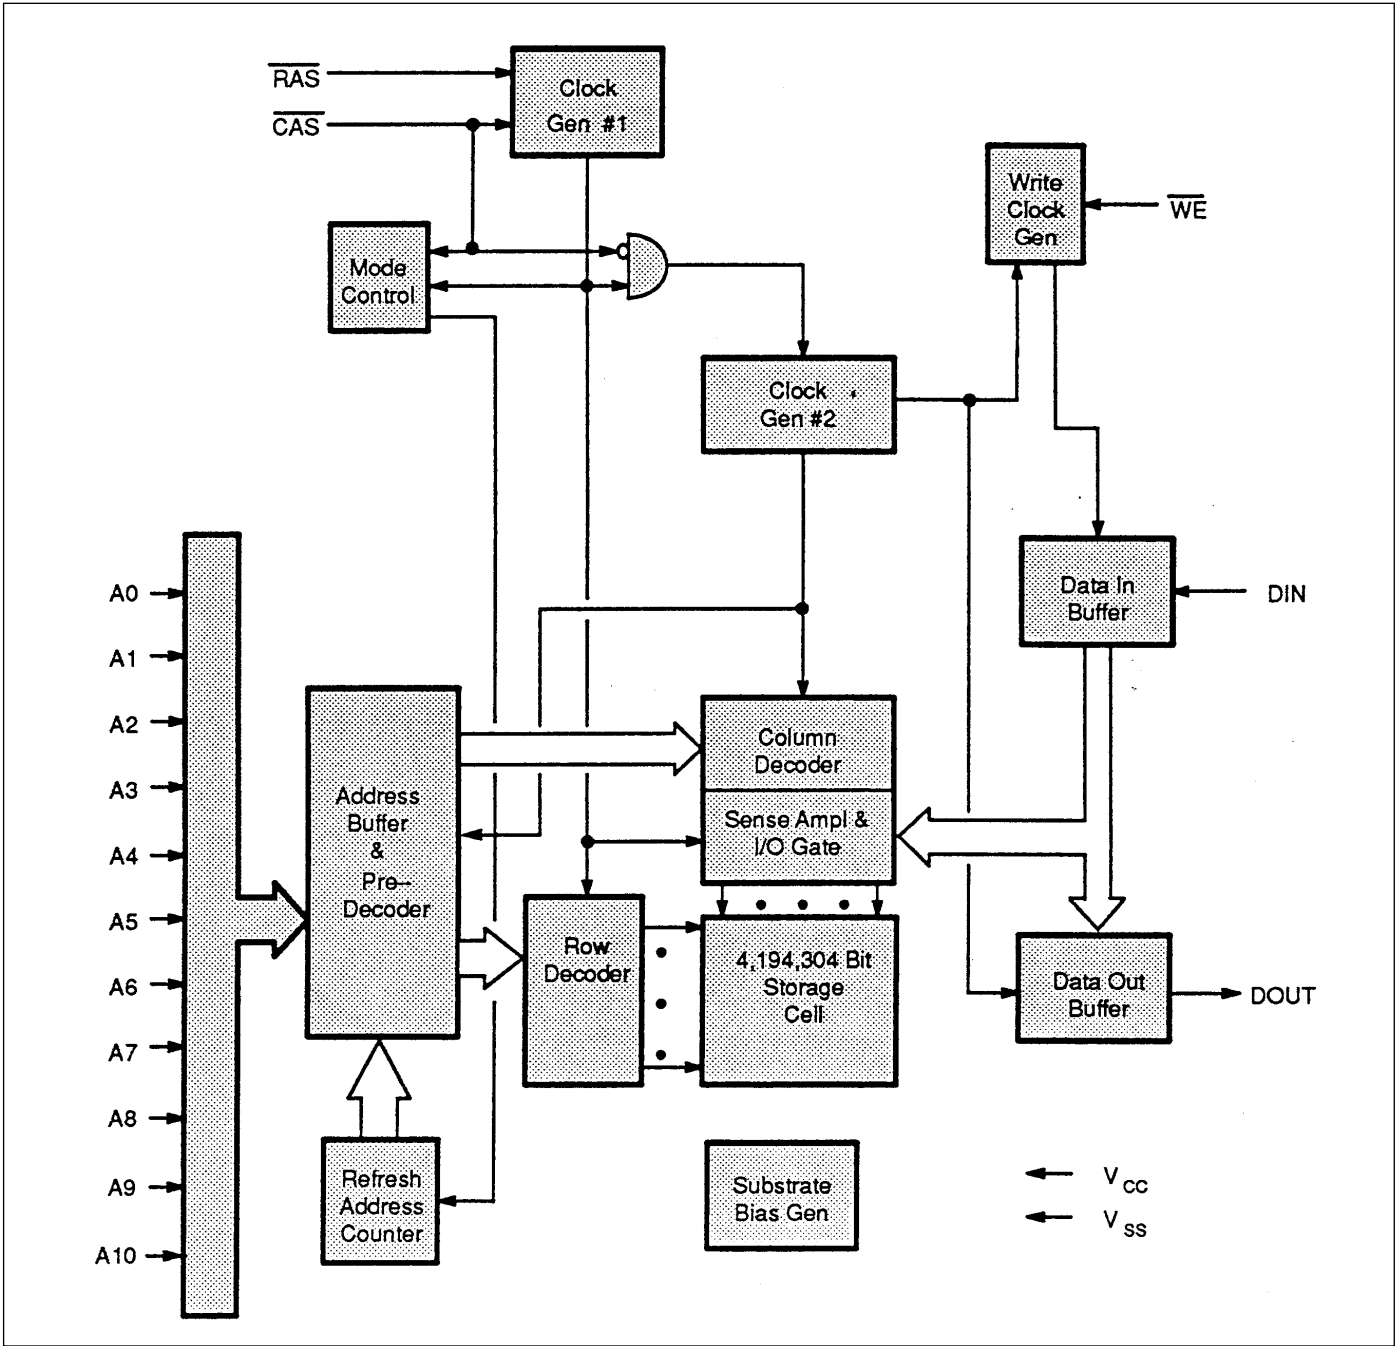 RAS
CAS
Clock
Gen #1
Write
Clock
Gen
WE
Mode
Control
Clock
Gen #2
Data In
Buffer
DIN
A0
A1
A2
A3
A4
A5
A6
A7
A8
A9
A10
Address
Buffer
&
Pre-
Decoder
Column
Decoder
Sense Ampl &
I/O Gate
Row
Decoder
4,194,304 Bit
Storage
Cell
Data Out
Buffer
DOUT
Refresh
Address
Counter
Substrate
Bias Gen
VCC
VSS